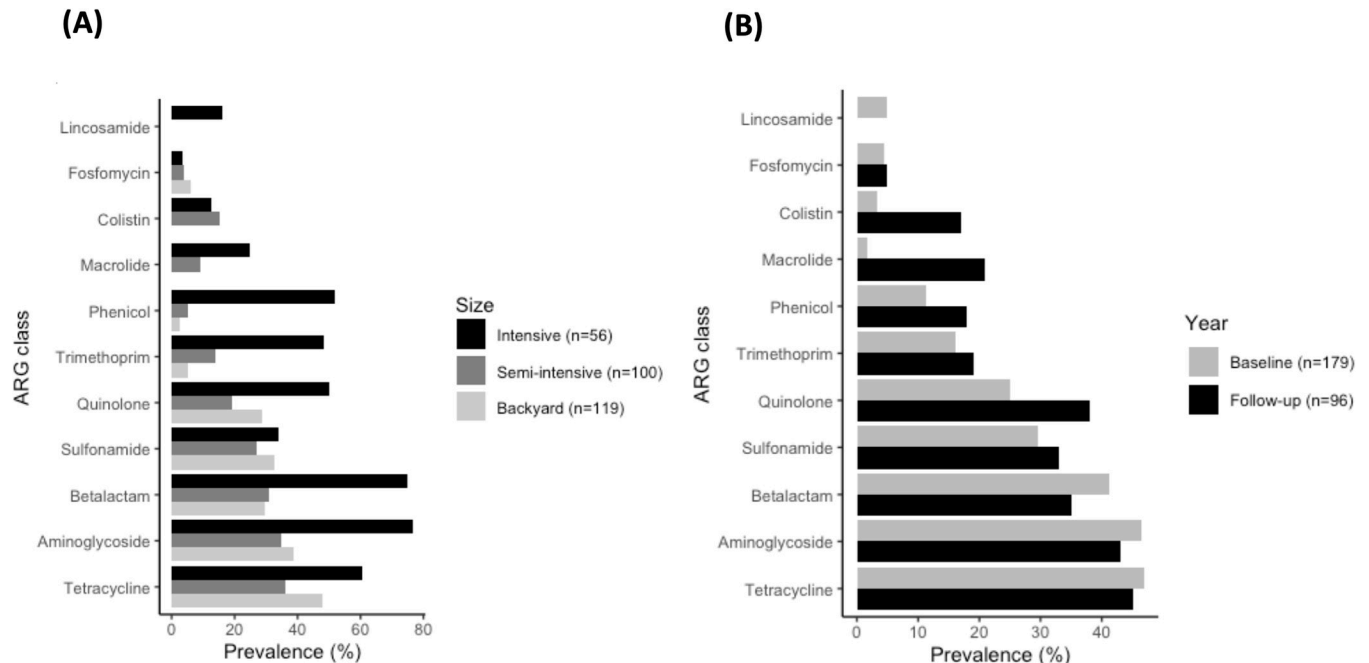 (A)
ARG class
Lincosamide
Fosfomycin
Colistin
Macrolide
Phenicol
Trimethoprim
Quinolone
Sulfonamide
Betalactam
Aminoglycoside
Tetracycline
0 20 40 60 80
Prevalence (%)
Size
Intensive (n=56)
Semi-intensive (n=100)
Backyard (n=119)
(B)
ARG class
Lincosamide
Fosfomycin
Colistin
Macrolide
Phenicol
Trimethoprim
Quinolone
Sulfonamide
Betalactam
Aminoglycoside
Tetracycline
0 10 20 30 40
Prevalence (%)
Year
Baseline (n=179)
Follow-up (n=96)